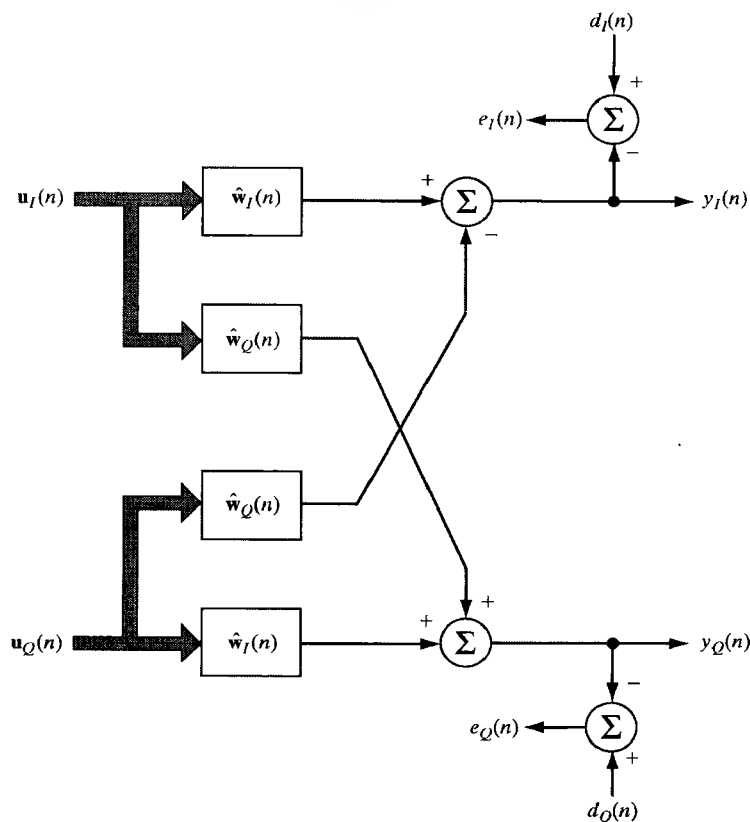 d_I(n)
+
e_I(n)
Σ
−
u_I(n)
ŵ_I(n)
+
Σ
y_I(n)
−
ŵ_Q(n)
ŵ_Q(n)
+
u_Q(n)
ŵ_I(n)
+
Σ
y_Q(n)
−
e_Q(n)
Σ
+
d_Q(n)